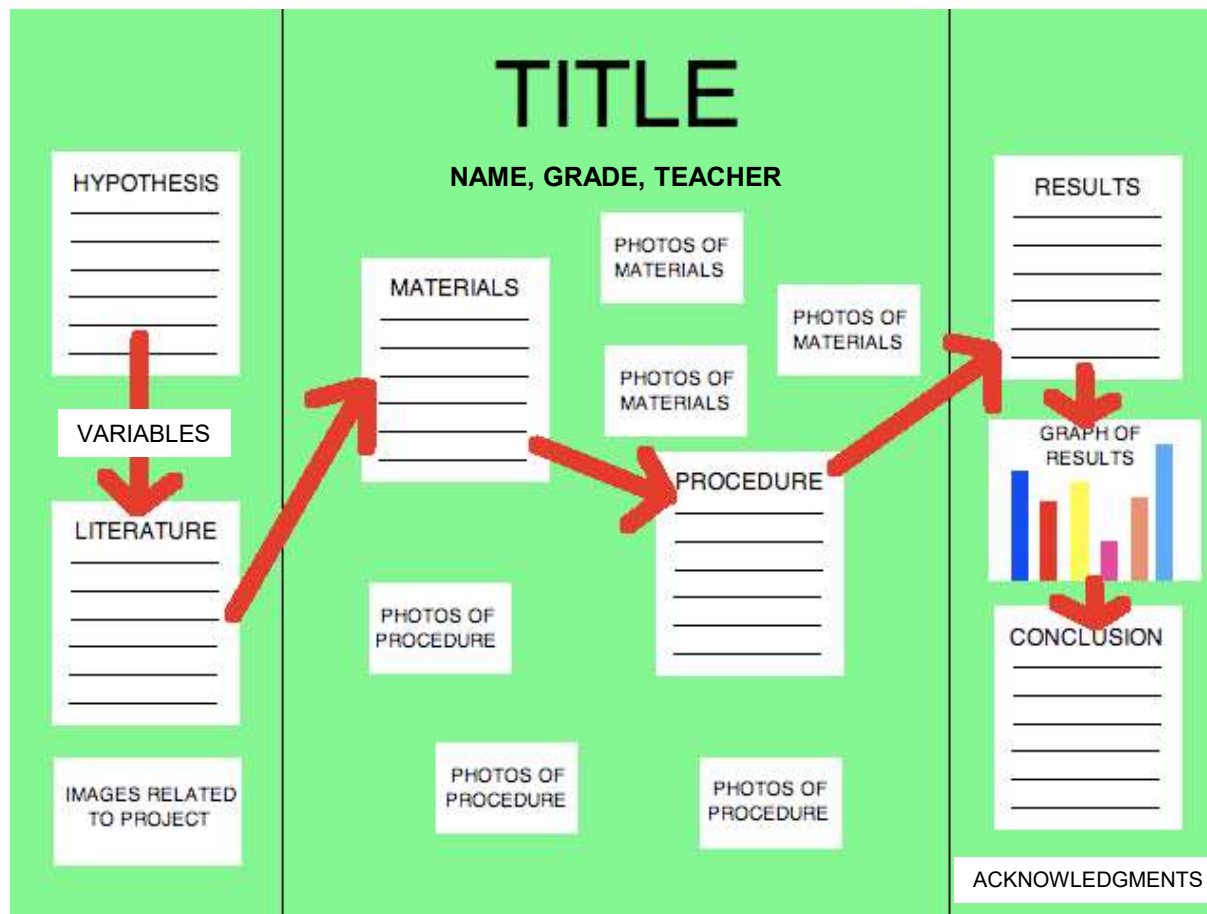 TITLE
NAME, GRADE, TEACHER
HYPOTHESIS
VARIABLES
LITERATURE
IMAGES RELATED
TO PROJECT
MATERIALS
PHOTOS OF
MATERIALS
PHOTOS OF
MATERIALS
PHOTOS OF
MATERIALS
PROCEDURE
PHOTOS OF
PROCEDURE
PHOTOS OF
PROCEDURE
PHOTOS OF
PROCEDURE
RESULTS
GRAPH OF
RESULTS
CONCLUSION
ACKNOWLEDGMENTS